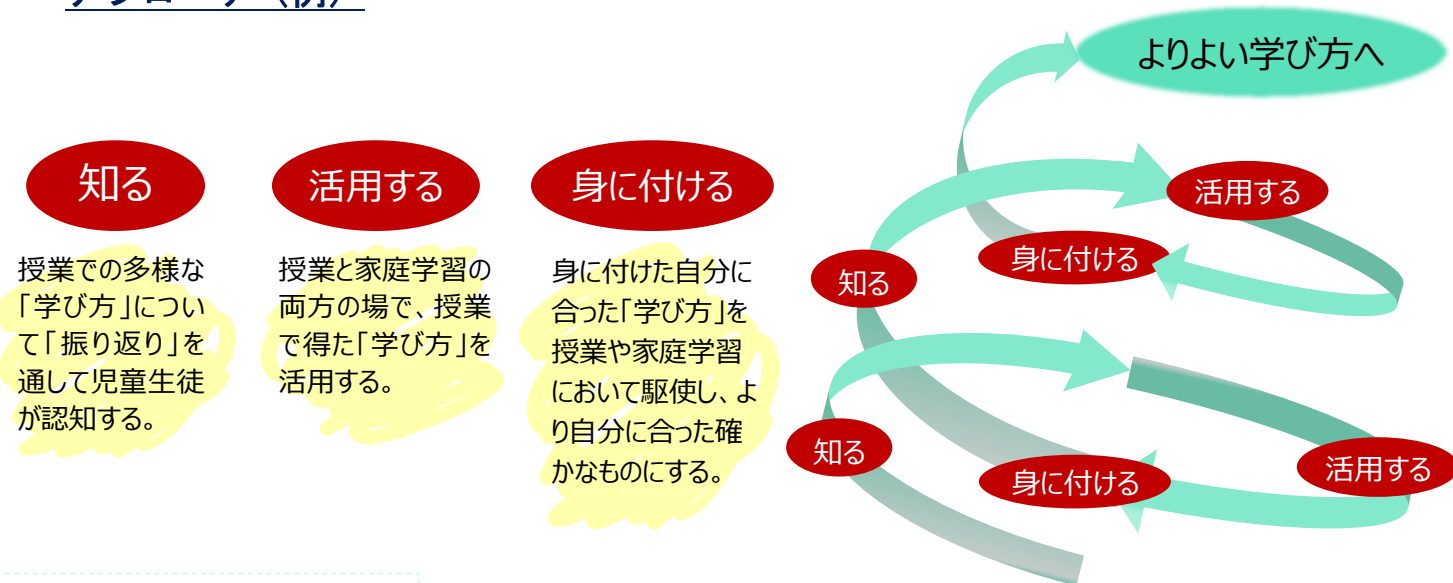 知る
授業での多様な
「学び方」につい
て「振り返り」を
通して児童生徒
が認知する。
活用する
授業と家庭学習の
両方の場で、授業
で得た「学び方」を
活用する。
身に付ける
身に付けた自分に
合った「学び方」を
授業や家庭学習
において駆使し、よ
り自分に合った確
かなものにする。
よりよい学び方へ
活用する
身に付ける
知る
知る
身に付ける
活用する